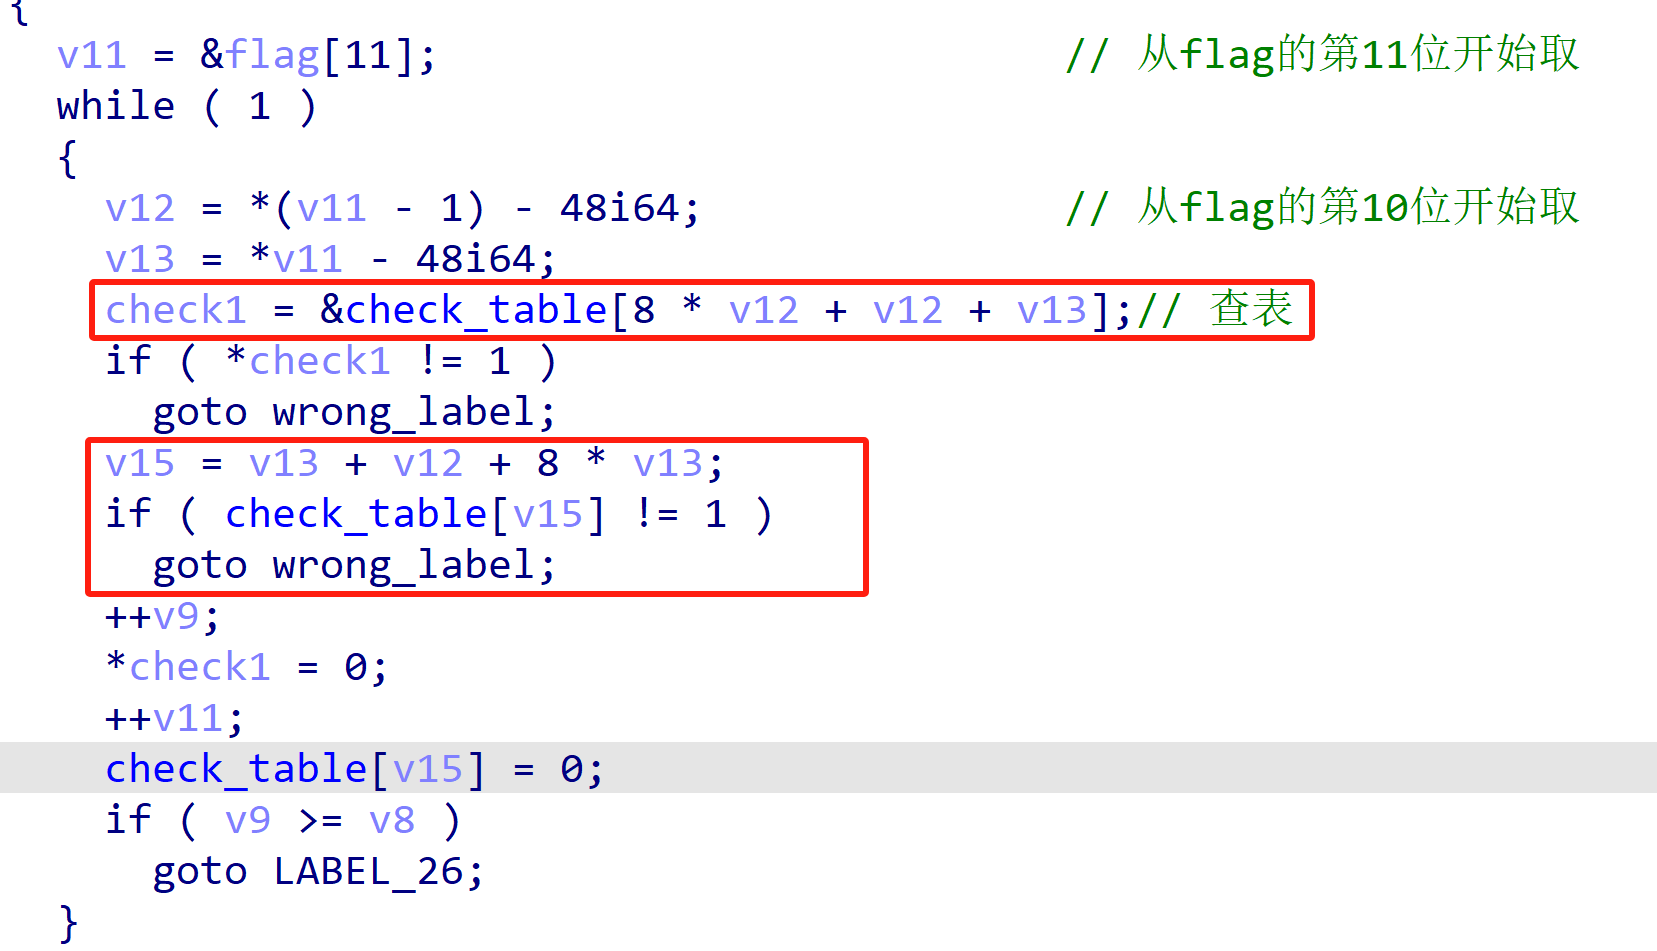 {
v11 = &flag[11]; // 从flag的第11位开始取
while ( 1 )
{
v12 = *(v11 - 1) - 48i64; // 从flag的第10位开始取
v13 = *v11 - 48i64;
check1 = &check_table[8 * v12 + v12 + v13];// 查表
if ( *check1 != 1 )
goto wrong_label;
v15 = v13 + v12 + 8 * v13;
if ( check_table[v15] != 1 )
goto wrong_label;
++v9;
*check1 = 0;
++v11;
check_table[v15] = 0;
if ( v9 >= v8 )
goto LABEL_26;
}